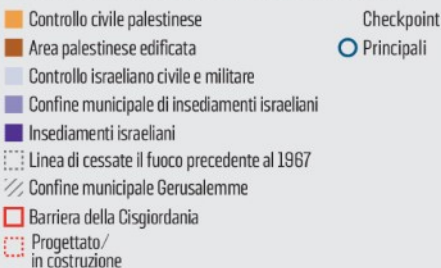 Controllo civile palestinese
Area palestinese edificata
Controllo israeliano civile e militare
Confine municipale di insediamenti israeliani
Insediamenti israeliani
Linea di cessate il fuoco precedente al 1967
Confine municipale Gerusalemme
Barriera della Cisgiordania
Progettato/
in costruzione
Checkpoint
Principali